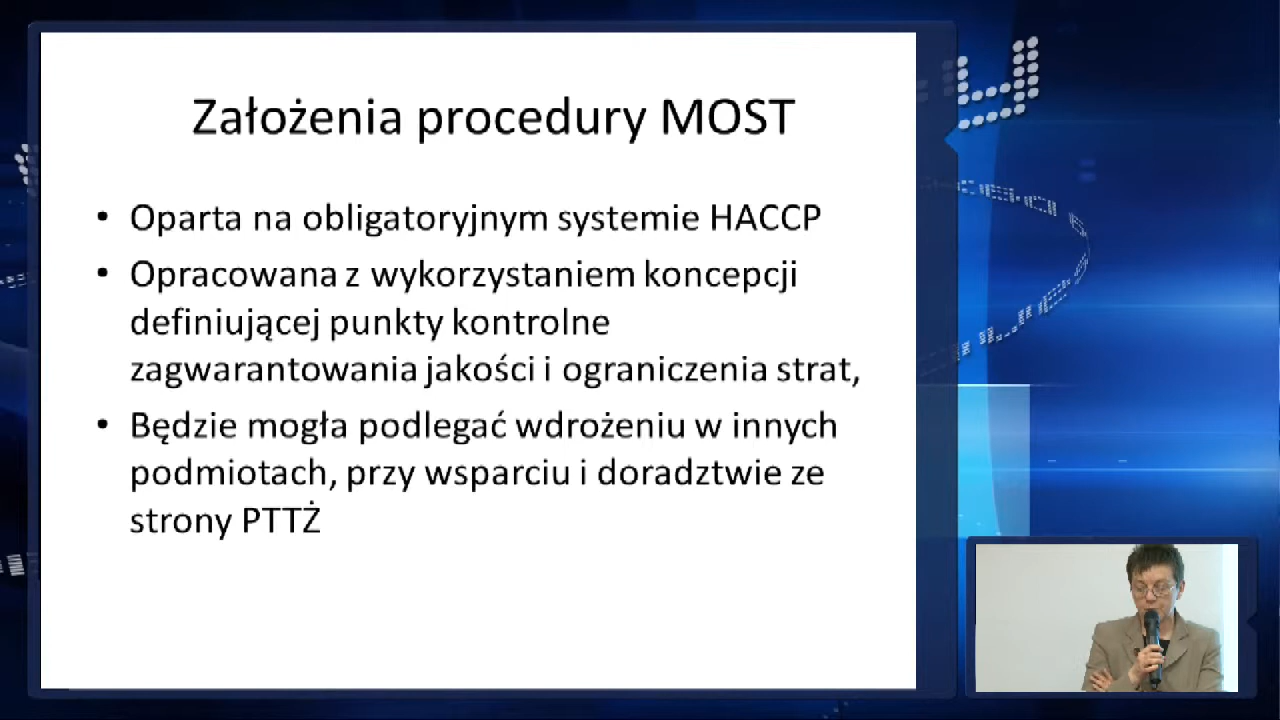 Założenia procedury MOST
• Oparta na obligatoryjnym systemie HACCP
• Opracowana z wykorzystaniem koncepcji
definiującej punkty kontrolne
zagwarantowania jakości i ograniczenia strat,
• Będzie mogła podlegać wdrożeniu w innych
podmiotach, przy wsparciu i doradztwie ze
strony PTTŻ